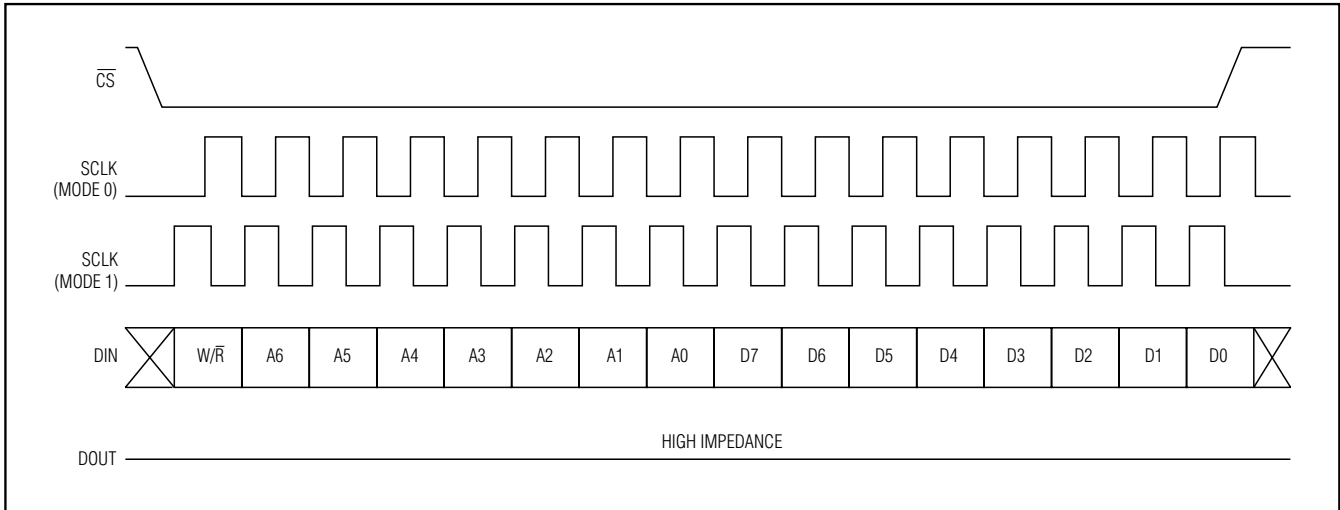 C̅S̅
SCLK
(MODE 0)
SCLK
(MODE 1)
DIN W/R̅ A6 A5 A4 A3 A2 A1 A0 D7 D6 D5 D4 D3 D2 D1 D0
HIGH IMPEDANCE
DOUT